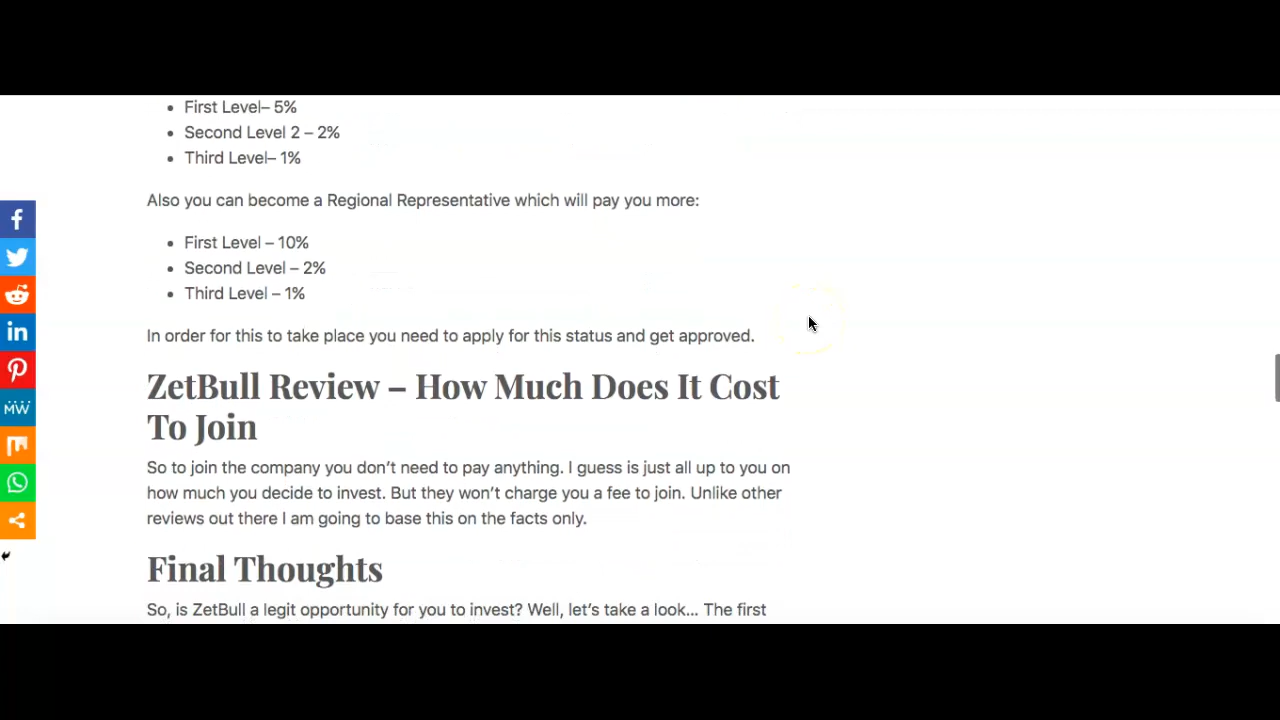 First Level– 5%
Second Level 2 – 2%
Third Level– 1%
Also you can become a Regional Representative which will pay you more:
First Level – 10%
Second Level – 2%
Third Level – 1%
In order for this to take place you need to apply for this status and get approved.
ZetBull Review – How Much Does It Cost
To Join
So to join the company you don’t need to pay anything. I guess is just all up to you on
how much you decide to invest. But they won’t charge you a fee to join. Unlike other
reviews out there I am going to base this on the facts only.
Final Thoughts
So, is ZetBull a legit opportunity for you to invest? Well, let’s take a look… The first